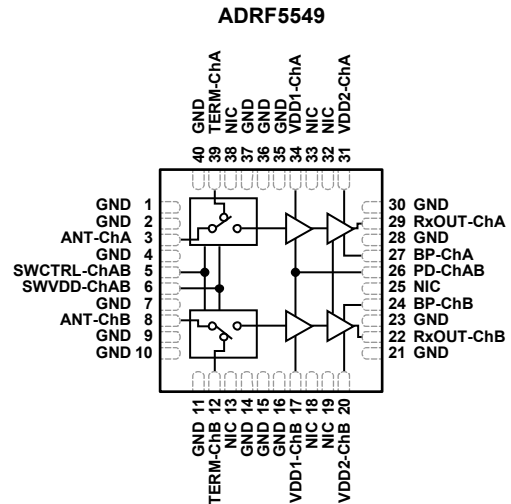 ADRF5549
40 GND
39 TERM-ChA
38 NIC
37 GND
36 GND
35 GND
34 VDD1-ChA
33 NIC
32 NIC
31 VDD2-ChA
GND 1
GND 2
ANT-ChA 3
GND 4
SWCTRL-ChAB 5
SWVDD-ChAB 6
GND 7
ANT-ChB 8
GND 9
GND 10
30 GND
29 RxOUT-ChA
28 GND
27 BP-ChA
26 PD-ChAB
25 NIC
24 BP-ChB
23 GND
22 RxOUT-ChB
21 GND
GND 11
TERM-ChB 12
NIC 13
GND 14
GND 15
GND 16
VDD1-ChB 17
NIC 18
NIC 19
VDD2-ChB 20